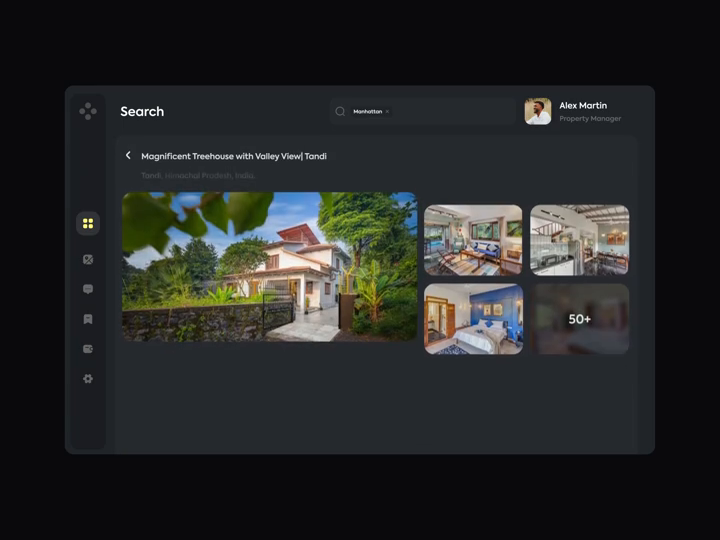 Search
Manhattan ×
Alex Martin
Property Manager
Magnificent Treehouse with Valley View| Tandi
Tandi, Himachal Pradesh, India.
50+